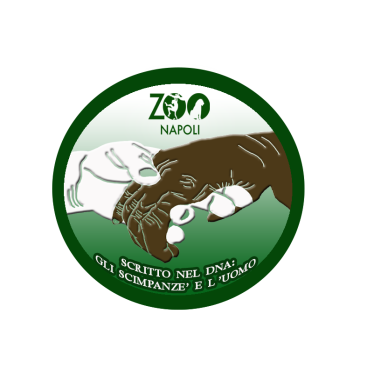 ZOO
NAPOLI
SCRITTO NEL DNA:
GLI SCIMPANZE' E L 'UOMO